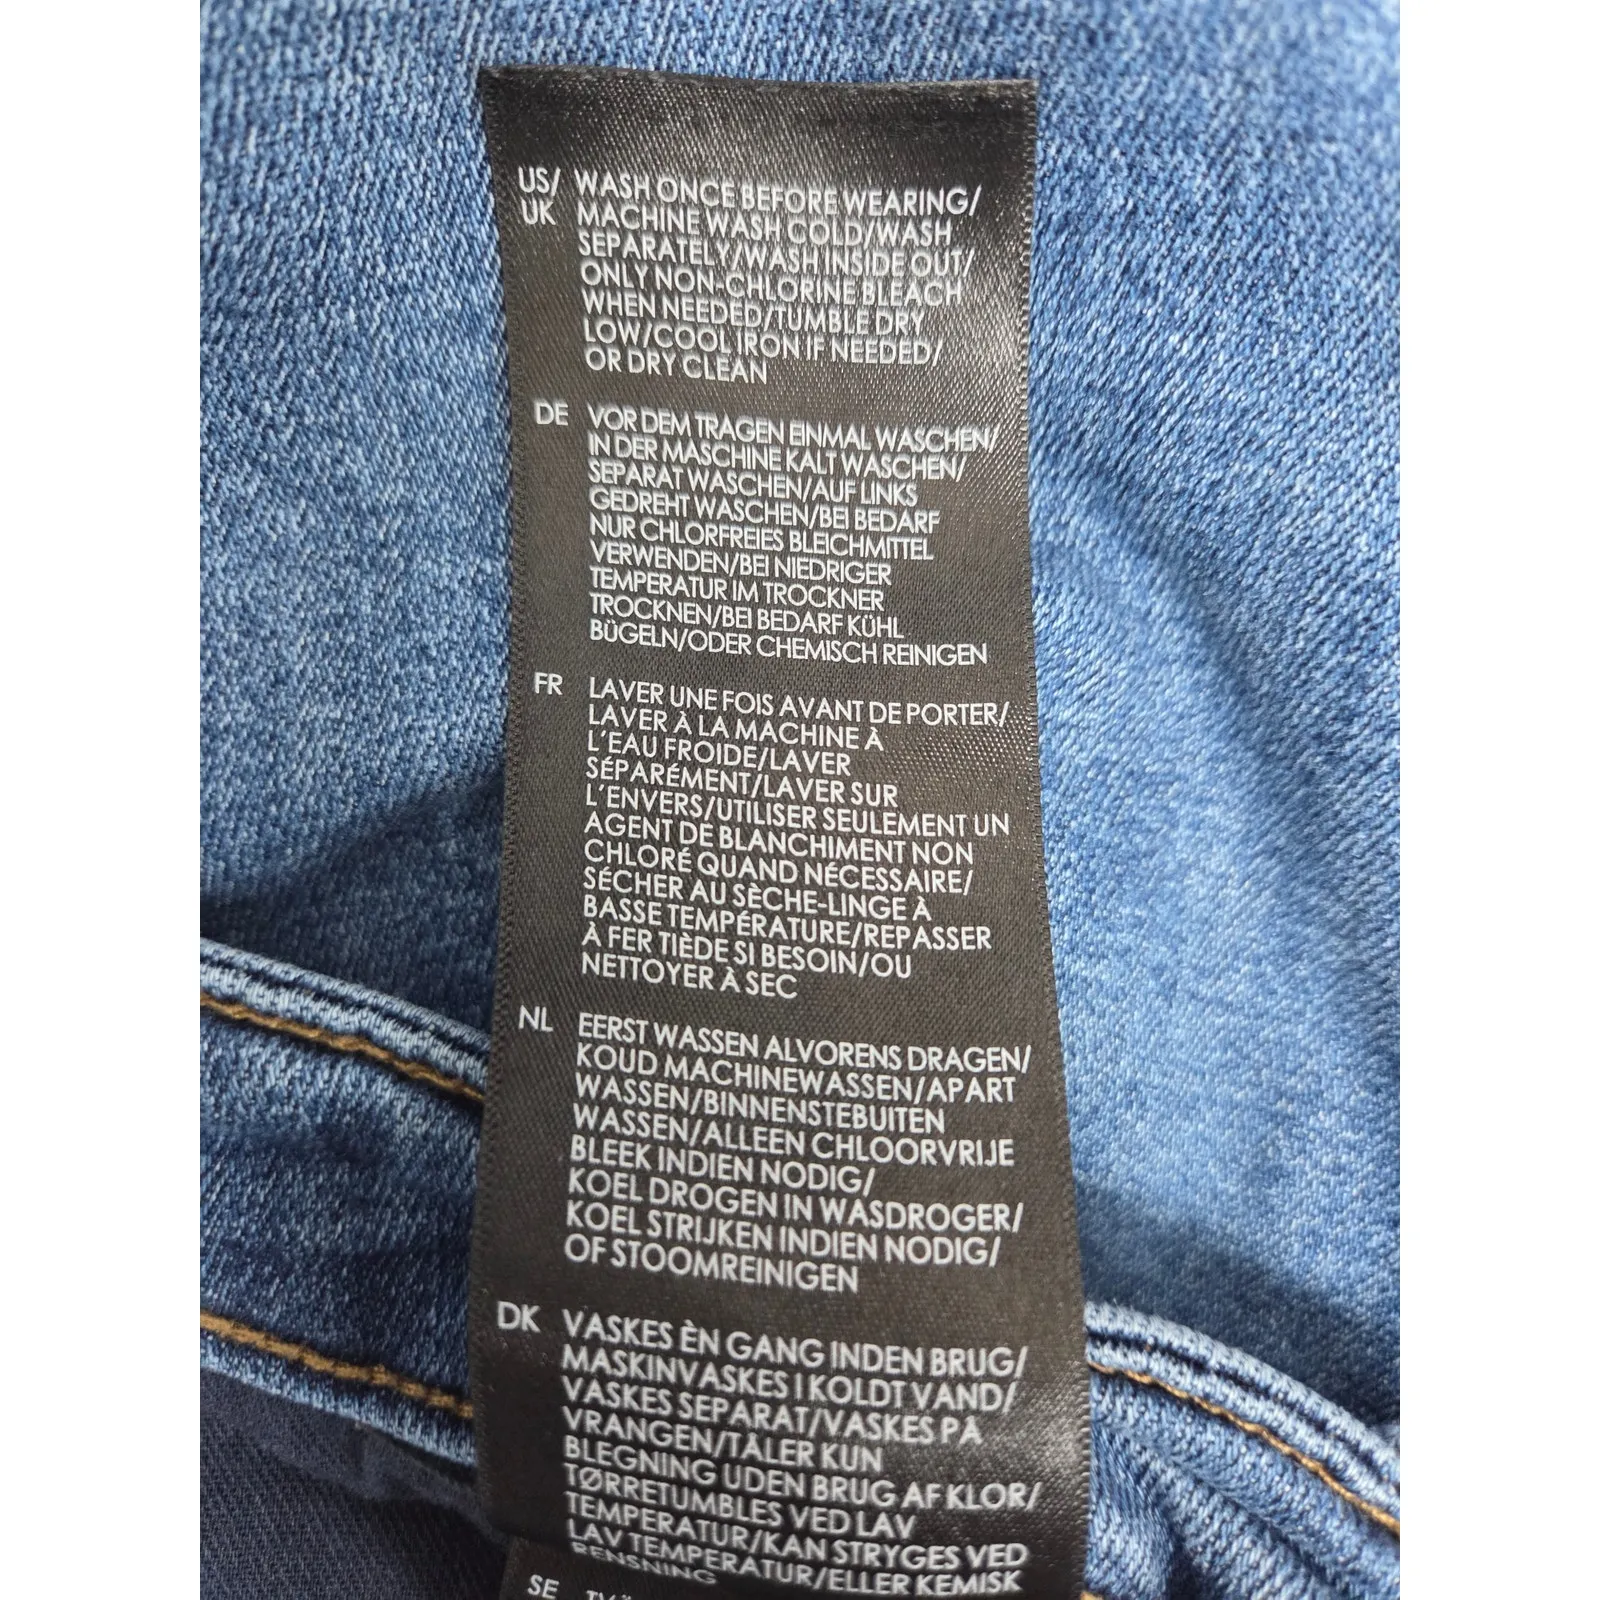 US/ WASH ONCE BEFORE WEARING/
UK MACHINE WASH COLD/WASH
SEPARATELY/WASH INSIDE OUT/
ONLY NON-CHLORINE BLEACH
WHEN NEEDED/TUMBLE DRY
LOW/COOL IRON IF NEEDED/
OR DRY CLEAN
DE VOR DEM TRAGEN EINMAL WASCHEN/
IN DER MASCHINE KALT WASCHEN/
SEPARAT WASCHEN/AUF LINKS
GEDREHT WASCHEN/BEI BEDARF
NUR CHLORFREIES BLEICHMITTEL
VERWENDEN/BEI NIEDRIGER
TEMPERATUR IM TROCKNER
TROCKNEN/BEI BEDARF KÜHL
BÜGELN/ODER CHEMISCH REINIGEN
FR LAVER UNE FOIS AVANT DE PORTER/
LAVER À LA MACHINE À
L'EAU FROIDE/LAVER
SÉPARÉMENT/LAVER SUR
L'ENVERS/UTILISER SEULEMENT UN
AGENT DE BLANCHIMENT NON
CHLORÉ QUAND NÉCESSAIRE/
SÉCHER AU SÈCHE-LINGE À
BASSE TEMPÉRATURE/REPASSER
À FER TIÈDE SI BESOIN/OU
NETTOYER À SEC
NL EERST WASSEN ALVORENS DRAGEN/
KOUD MACHINEWASSEN/APART
WASSEN/BINNENSTEBUITEN
WASSEN/ALLEEN CHLOORVRIJE
BLEEK INDIEN NODIG/
KOEL DROGEN IN WASDROGER/
KOEL STRIJKEN INDIEN NODIG/
OF STOOMREINIGEN
DK VASKES ÈN GANG INDEN BRUG/
MASKINVASKES I KOLDT VAND/
VASKES SEPARAT/VASKES PÅ
VRANGEN/TÅLER KUN
BLEGNING UDEN BRUG AF KLOR/
TØRRETUMBLES VED LAV
TEMPERATUR/KAN STRYGES VED
LAV TEMPERATUR/ELLER KEMISK
RENSNING
SE